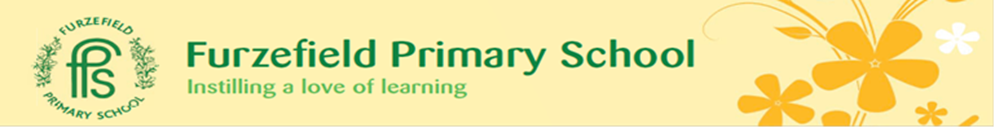 FURZEFIELD
fps
PRIMARY SCHOOL
Furzefield Primary School
Instilling a love of learning